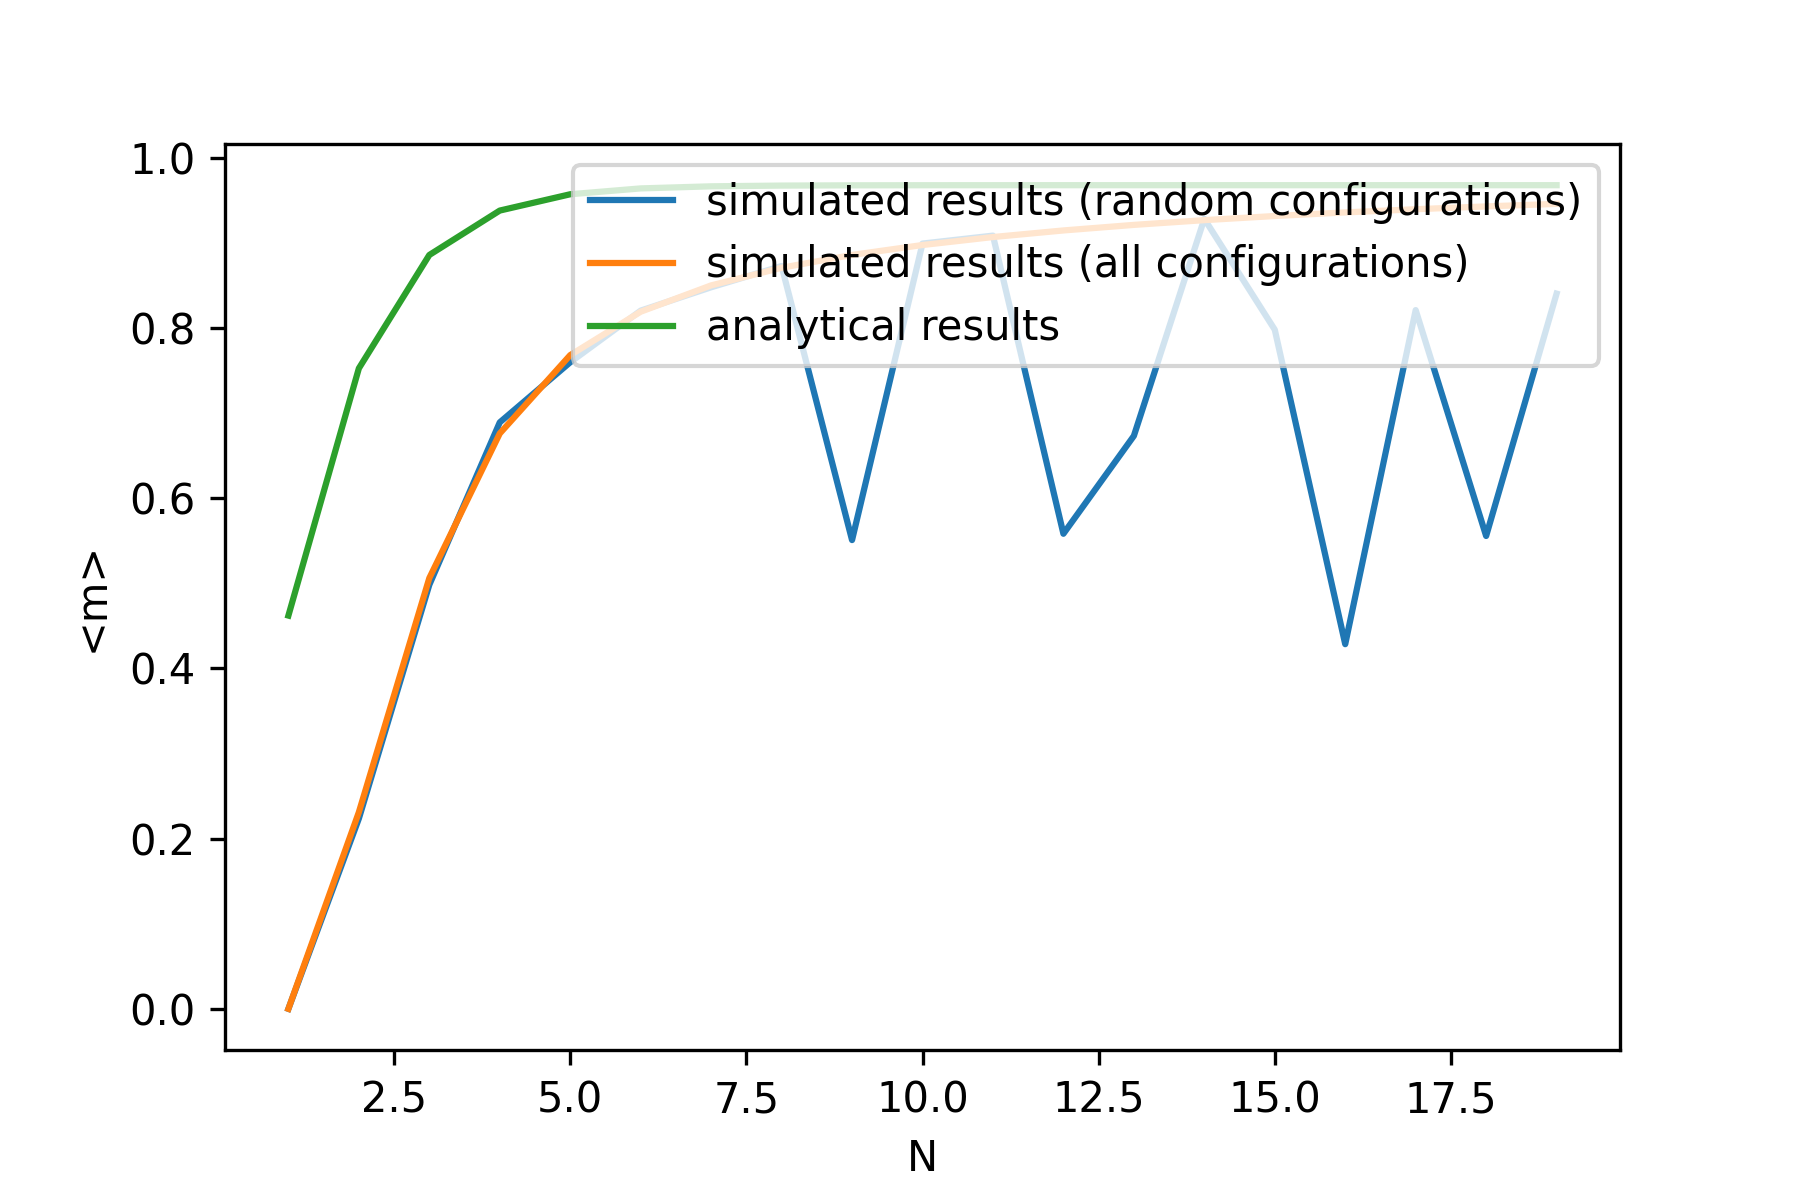 1.0
0.8
0.6
0.4
0.2
0.0
<m>
simulated results (random configurations)
simulated results (all configurations)
analytical results
2.5 5.0 7.5 10.0 12.5 15.0 17.5
N